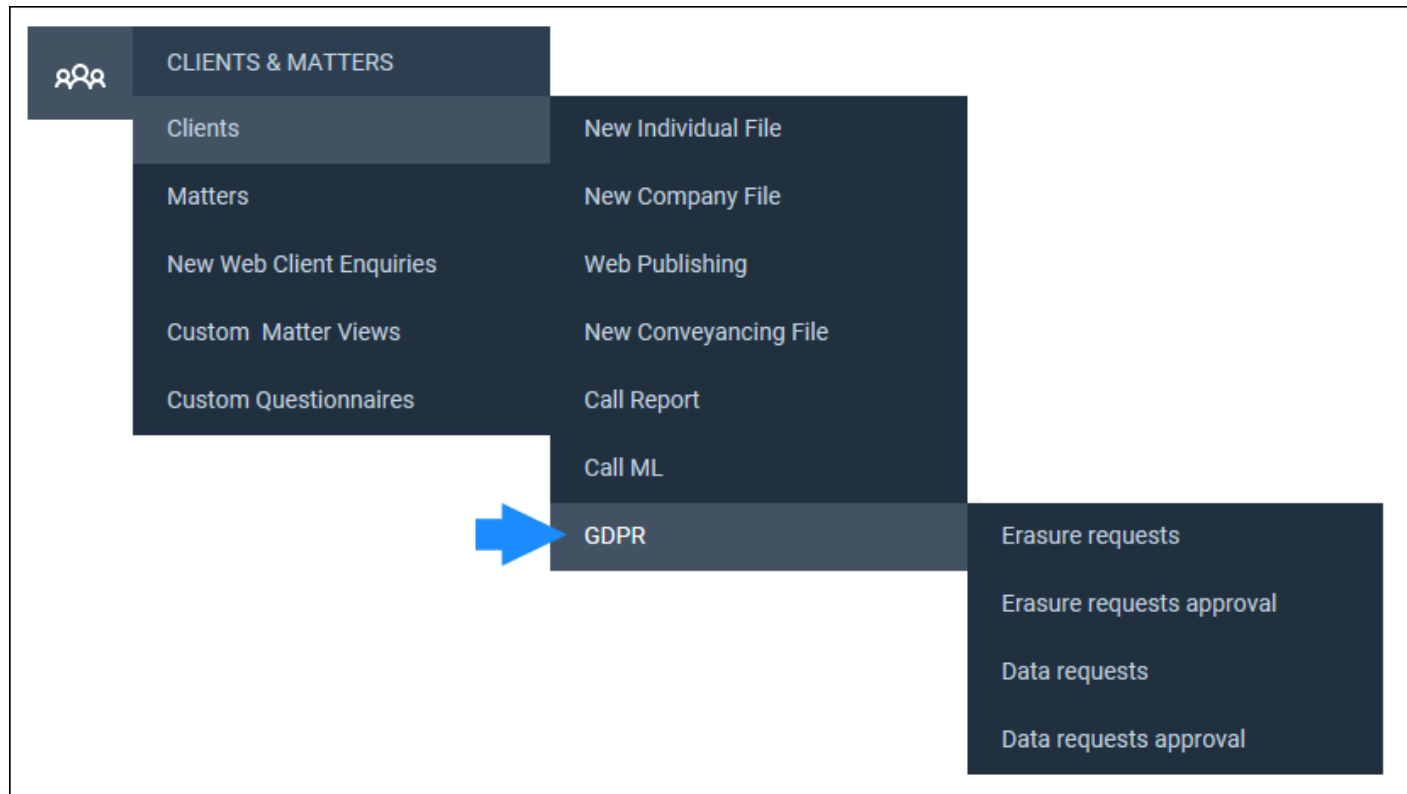 CLIENTS & MATTERS
Clients
Matters
New Web Client Enquiries
Custom  Matter Views
Custom Questionnaires
New Individual File
New Company File
Web Publishing
New Conveyancing File
Call Report
Call ML
GDPR
Erasure requests
Erasure requests approval
Data requests
Data requests approval